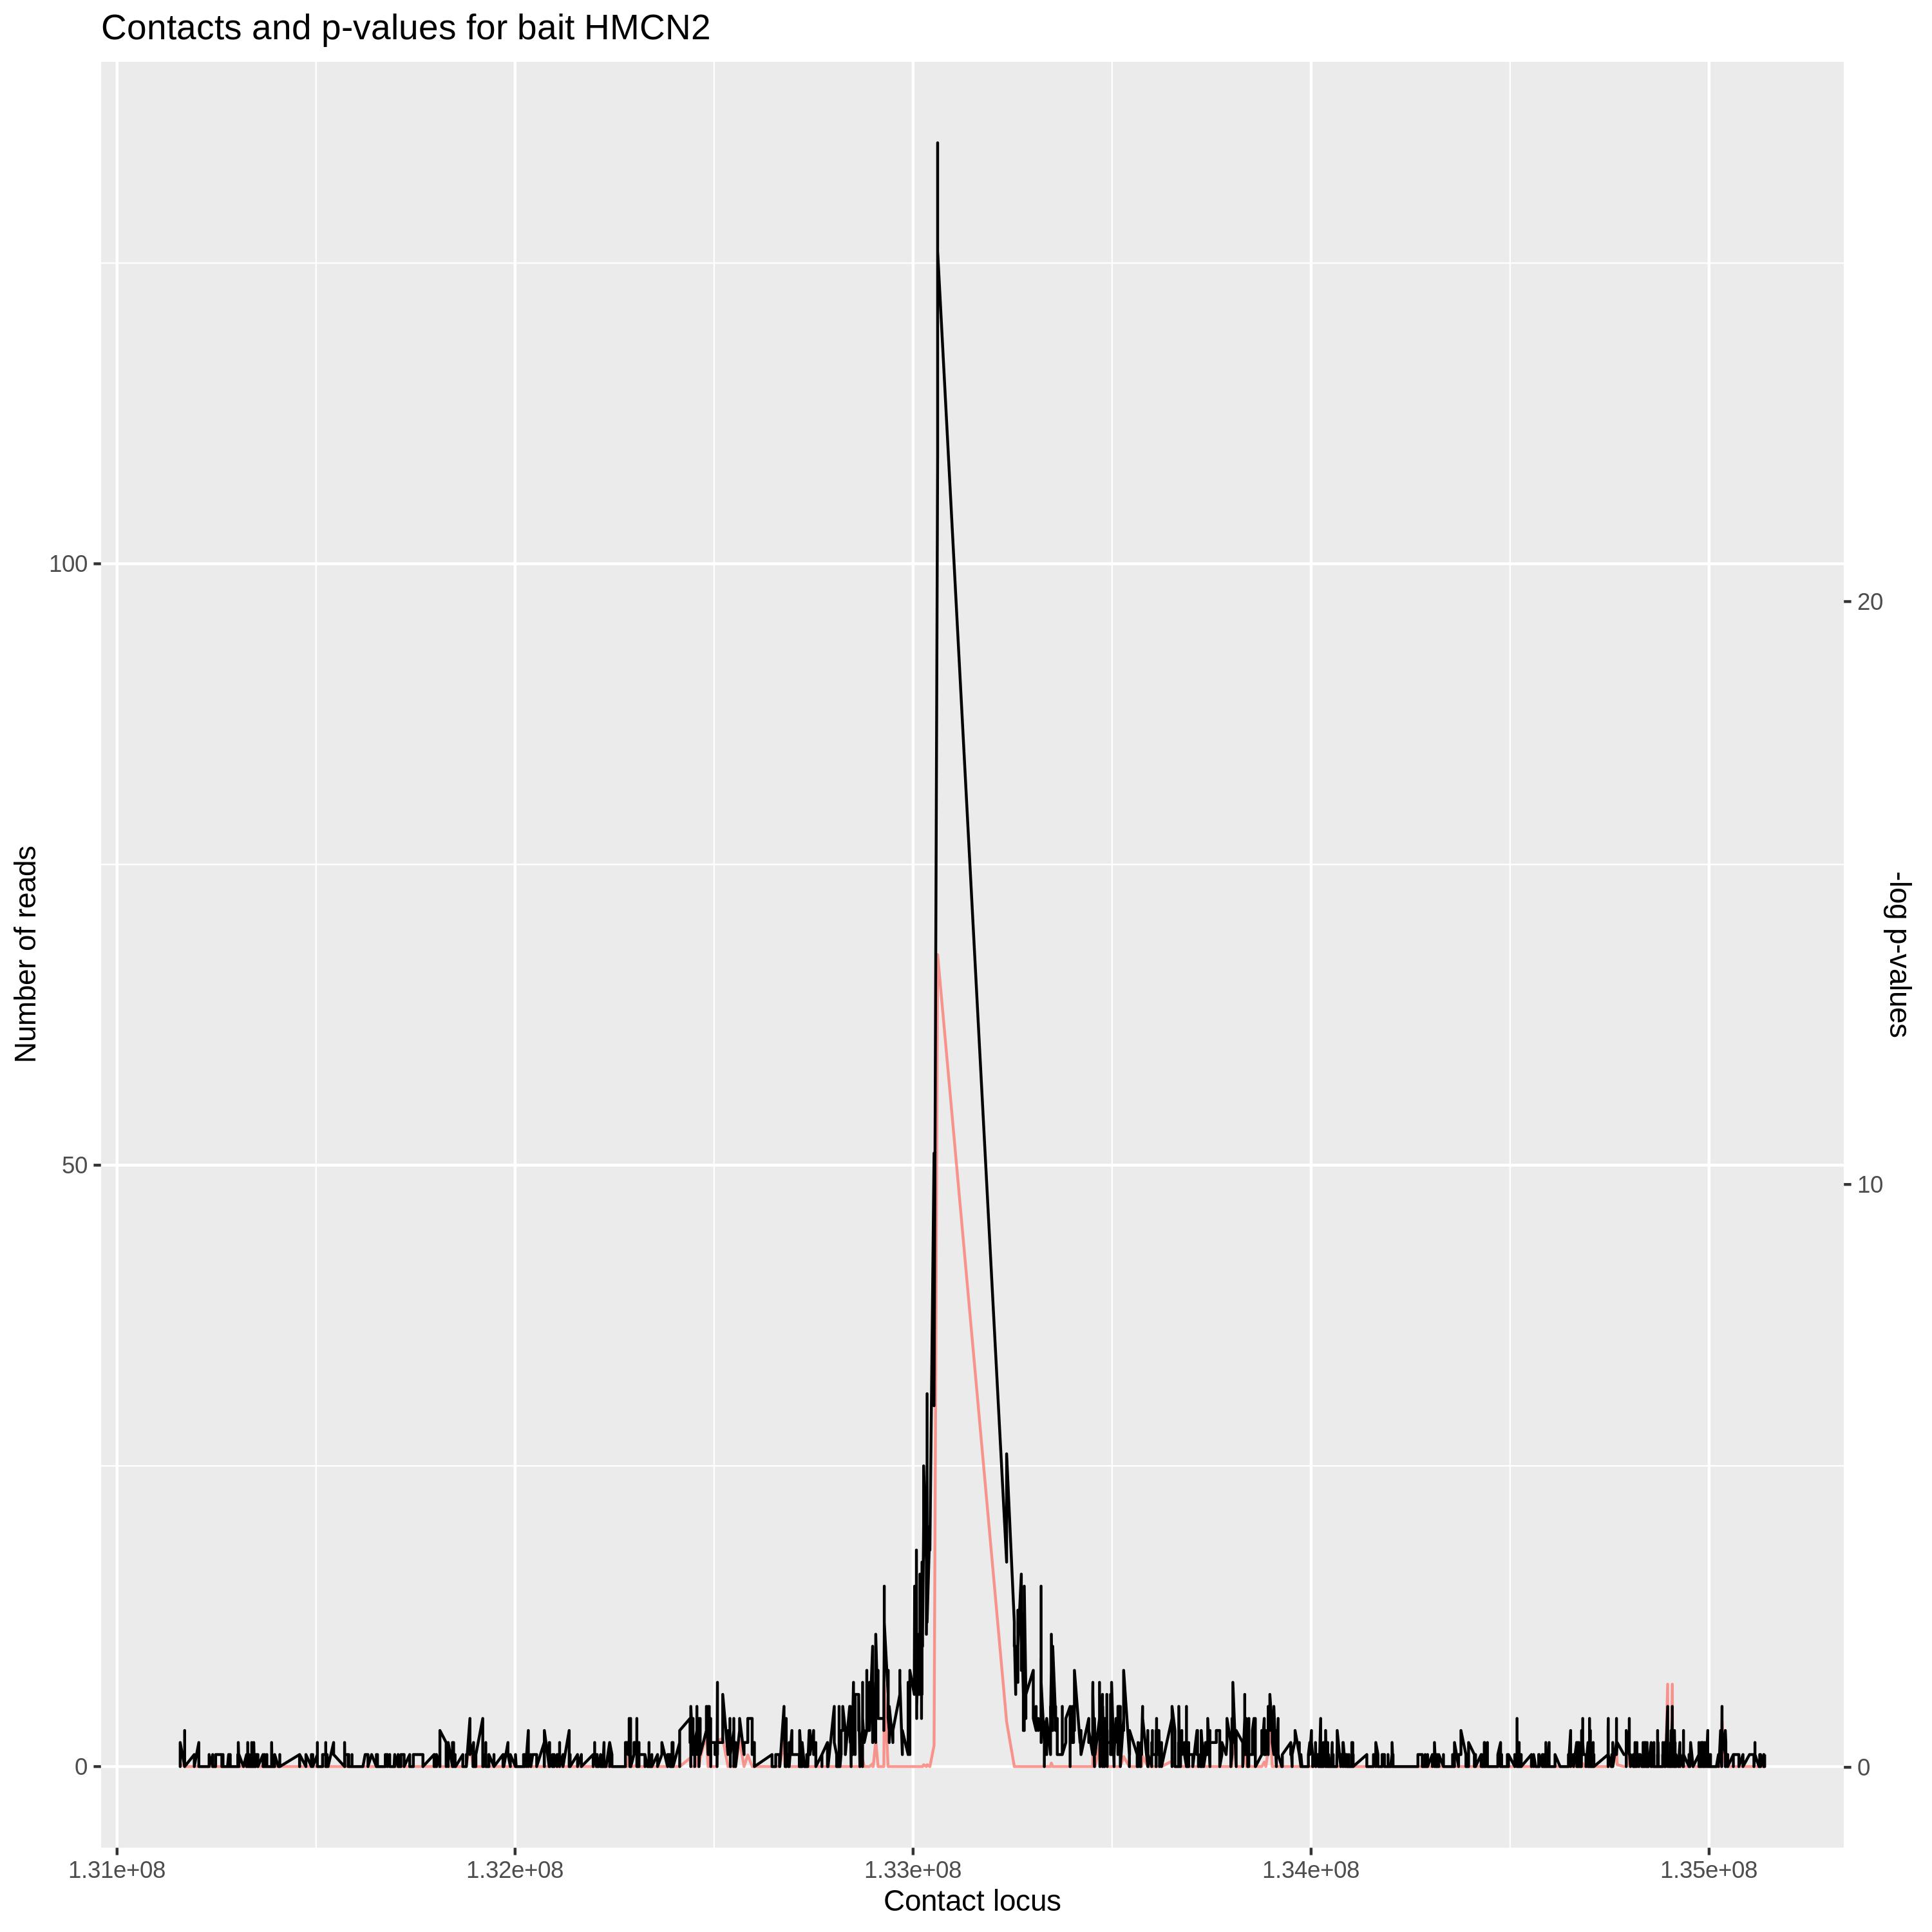 Contacts and p-values for bait HMCN2
Number of reads
100
50
0
20
10
0
-log p-values
1.31e+08
1.32e+08
1.33e+08
1.34e+08
1.35e+08
Contact locus